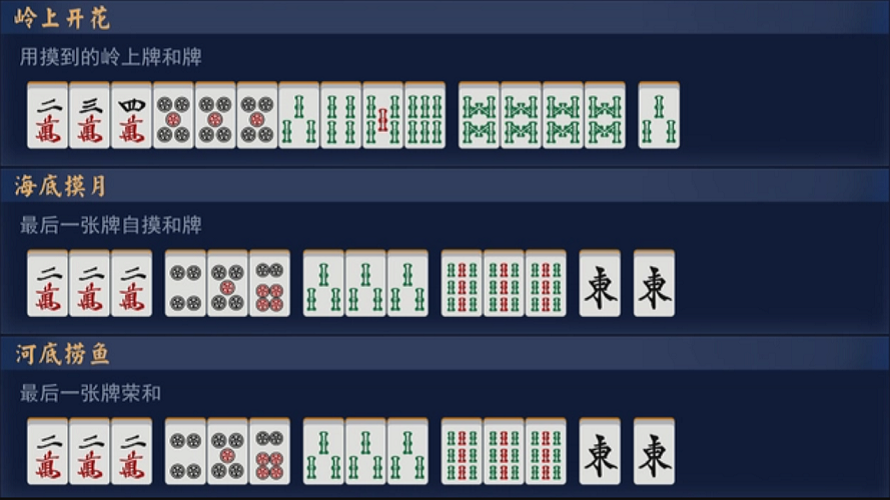 岭上开花
用摸到的岭上牌和牌
二萬 三萬 四萬
海底摸月
最后一张牌自摸和牌
二萬 二萬 二萬 東 東
河底捞鱼
最后一张牌荣和
二萬 二萬 二萬 東 東